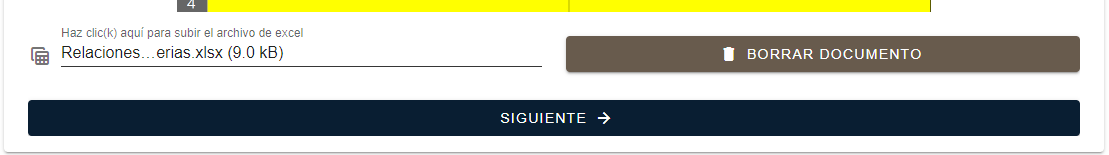 4
Haz clic(k) aquí para subir el archivo de excel
Relaciones…erias.xlsx (9.0 kB)
BORRAR DOCUMENTO
SIGUIENTE →